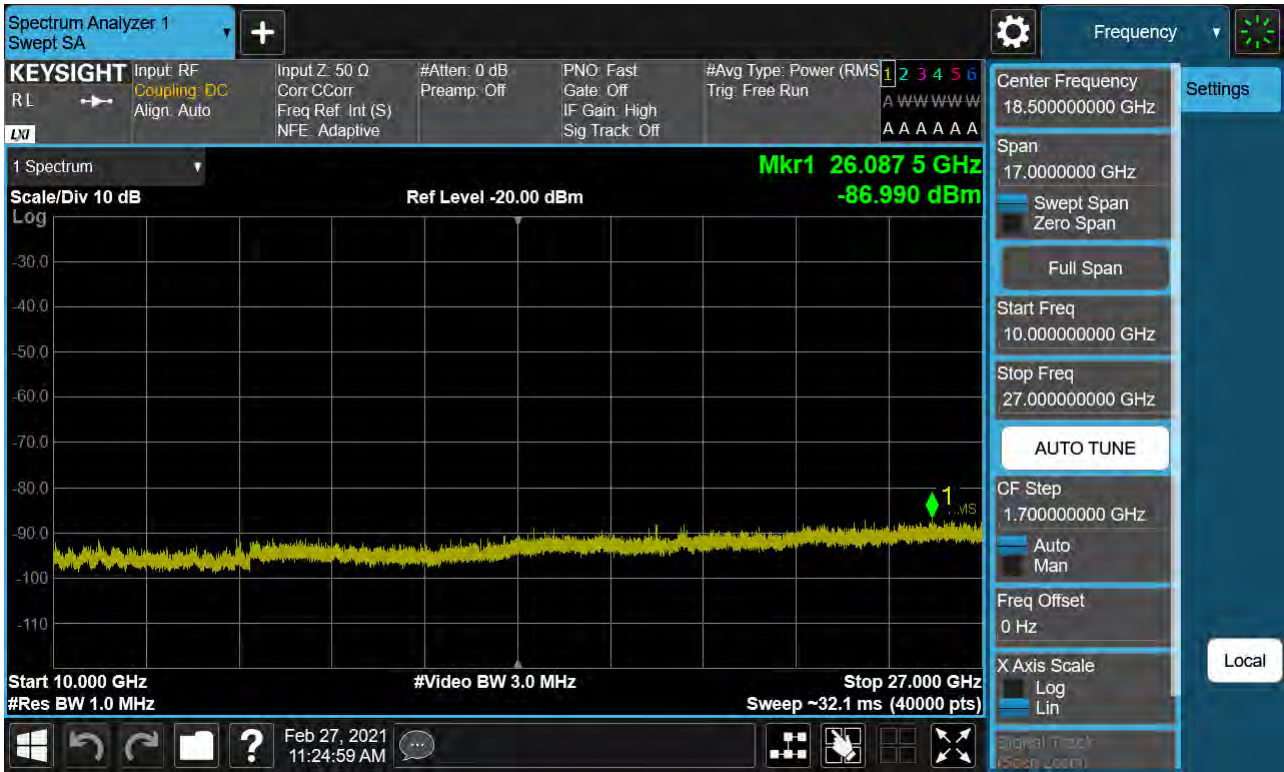 Spectrum Analyzer 1
Swept SA
+
Frequency
KEYSIGHT
RL
LXI
Input: RF
Coupling: DC
Align: Auto
Input Z: 50 Ω
Corr CCorr
Freq Ref: Int (S)
NFE: Adaptive
#Atten: 0 dB
Preamp: Off
PNO: Fast
Gate: Off
IF Gain: High
Sig Track: Off
#Avg Type: Power (RMS
Trig: Free Run
1 2 3 4 5 6
A W W W W W
A A A A A A
1 Spectrum
Scale/Div 10 dB
Log
Ref Level -20.00 dBm
Mkr1 26.087 5 GHz
-86.990 dBm
-30.0
-40.0
-50.0
-60.0
-70.0
-80.0
-90.0
-100
-110
1
Start 10.000 GHz
#Res BW 1.0 MHz
#Video BW 3.0 MHz
Stop 27.000 GHz
Sweep ~32.1 ms (40000 pts)
Center Frequency
18.500000000 GHz
Span
17.0000000 GHz
Swept Span
Zero Span
Full Span
Start Freq
10.000000000 GHz
Stop Freq
27.000000000 GHz
AUTO TUNE
CF Step
1.700000000 GHz
Auto
Man
Freq Offset
0 Hz
X Axis Scale
Log
Lin
Signal Track
(Span Zoom)
Settings
Local
?
Feb 27, 2021
11:24:59 AM